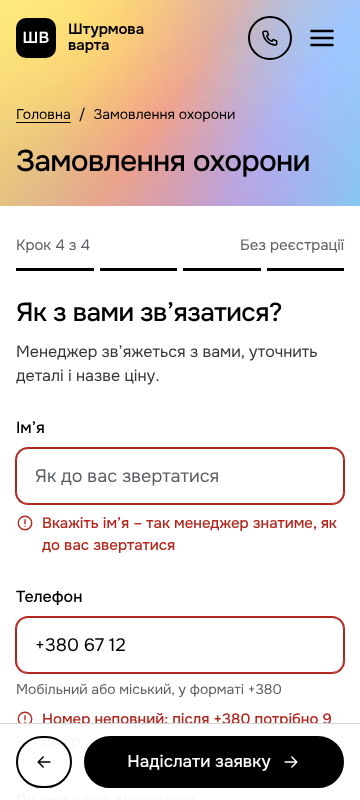 ШВ
Штурмова
варта
Головна / Замовлення охорони
Замовлення охорони
Крок 4 з 4
Без реєстрації
Як з вами зв’язатися?
Менеджер зв’яжеться з вами, уточнить
деталі і назве ціну.
Ім’я
Як до вас звертатися
Вкажіть ім’я – так менеджер знатиме, як
до вас звертатися
Телефон
+380 67 12
Мобільний або міський, у форматі +380
Номер неповний: після +380 потрібно 9
Надіслати заявку